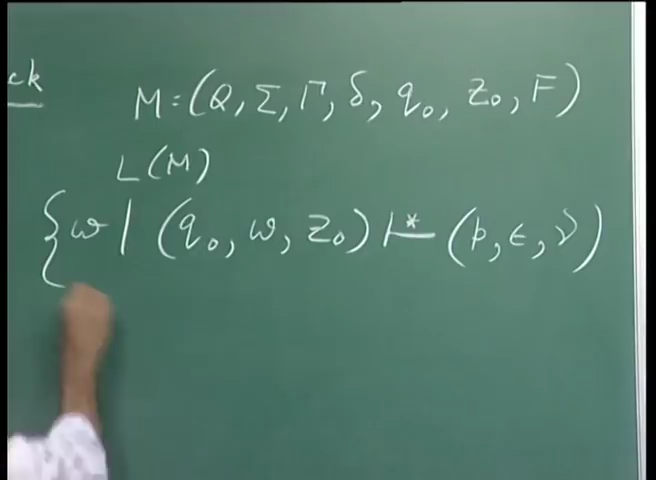 ck
M = (Q, Σ, Γ, δ, q₀, Z₀, F)
L(M)
{w | (q₀, w, Z₀) ⊢* (p, ε, γ)